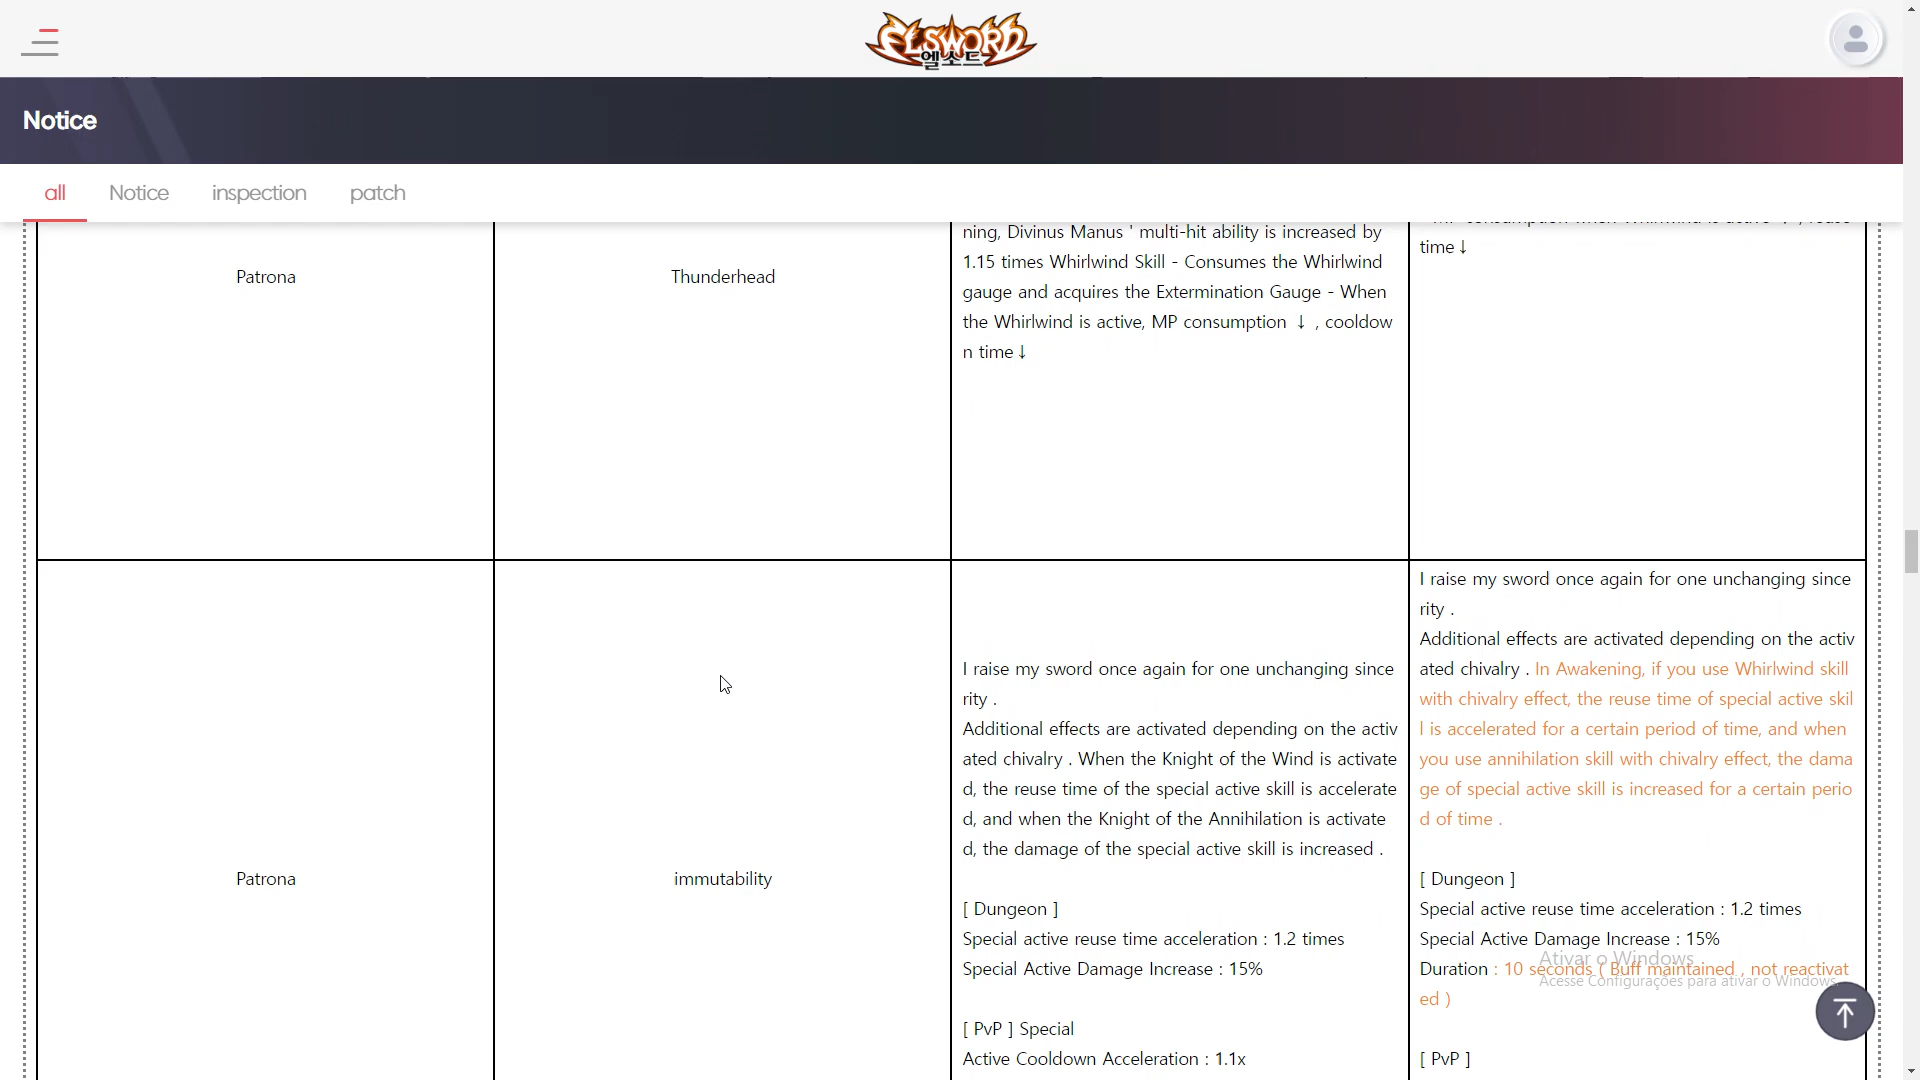 ELSWORD
엘소드
Notice
all
Notice
inspection
patch
Patrona
Thunderhead
ning, Divinus Manus ' multi-hit ability is increased by
1.15 times Whirlwind Skill - Consumes the Whirlwind
gauge and acquires the Extermination Gauge - When
the Whirlwind is active, MP consumption ↓ , cooldow
n time↓
time↓
Patrona
immutability
I raise my sword once again for one unchanging since
rity .
Additional effects are activated depending on the activ
ated chivalry . When the Knight of the Wind is activate
d, the reuse time of the special active skill is accelerate
d, and when the Knight of the Annihilation is activate
d, the damage of the special active skill is increased .
[ Dungeon ]
Special active reuse time acceleration : 1.2 times
Special Active Damage Increase : 15%
[ PvP ] Special
Active Cooldown Acceleration : 1.1x
I raise my sword once again for one unchanging since
rity .
Additional effects are activated depending on the activ
ated chivalry . In Awakening, if you use Whirlwind skill
with chivalry effect, the reuse time of special active skil
l is accelerated for a certain period of time, and when
you use annihilation skill with chivalry effect, the dama
ge of special active skill is increased for a certain perio
d of time .
[ Dungeon ]
Special active reuse time acceleration : 1.2 times
Special Active Damage Increase : 15%
Duration : 10 seconds ( Buff maintained , not reactivat
ed )
[ PvP ]
Ativar o Windows
Acesse Configurações para ativar o Windows.